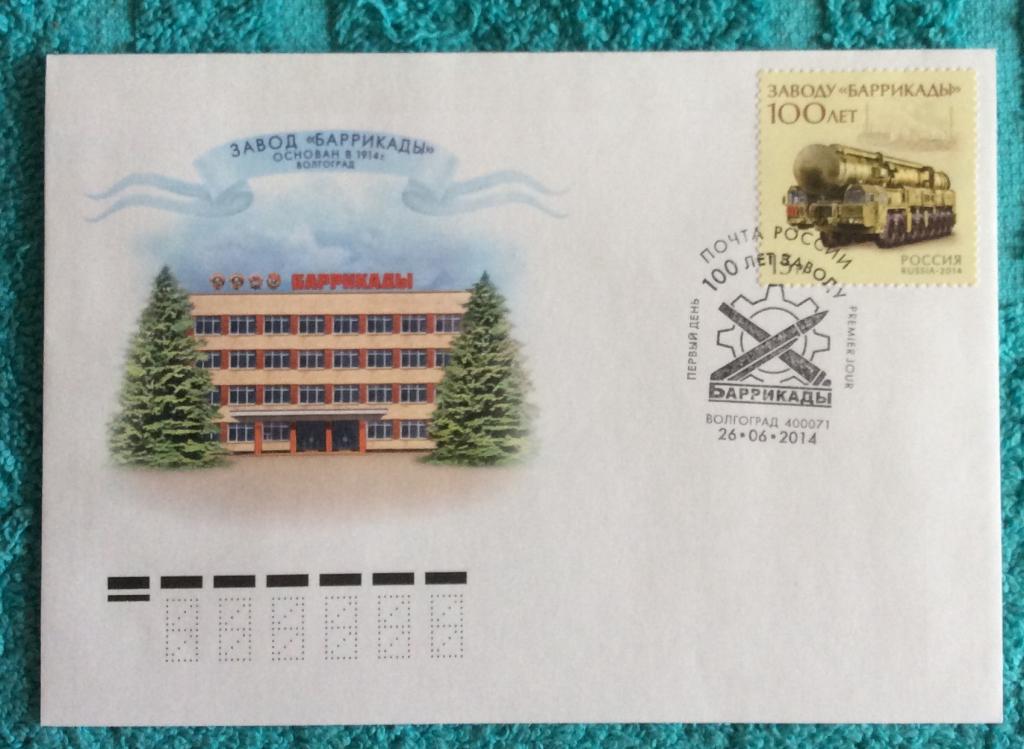 ЗАВОД «БАРРИКАДЫ»
ОСНОВАН В 1914 г.
ВОЛГОГРАД
БАРРИКАДЫ
ЗАВОДУ «БАРРИКАДЫ»
100 ЛЕТ
РОССИЯ
RUSSIA·2014
ПОЧТА РОССИИ
100 ЛЕТ ЗАВОДУ
ПЕРВЫЙ ДЕНЬ
PREMIER JOUR
БАРРИКАДЫ
ВОЛГОГРАД 400071
26•06•2014